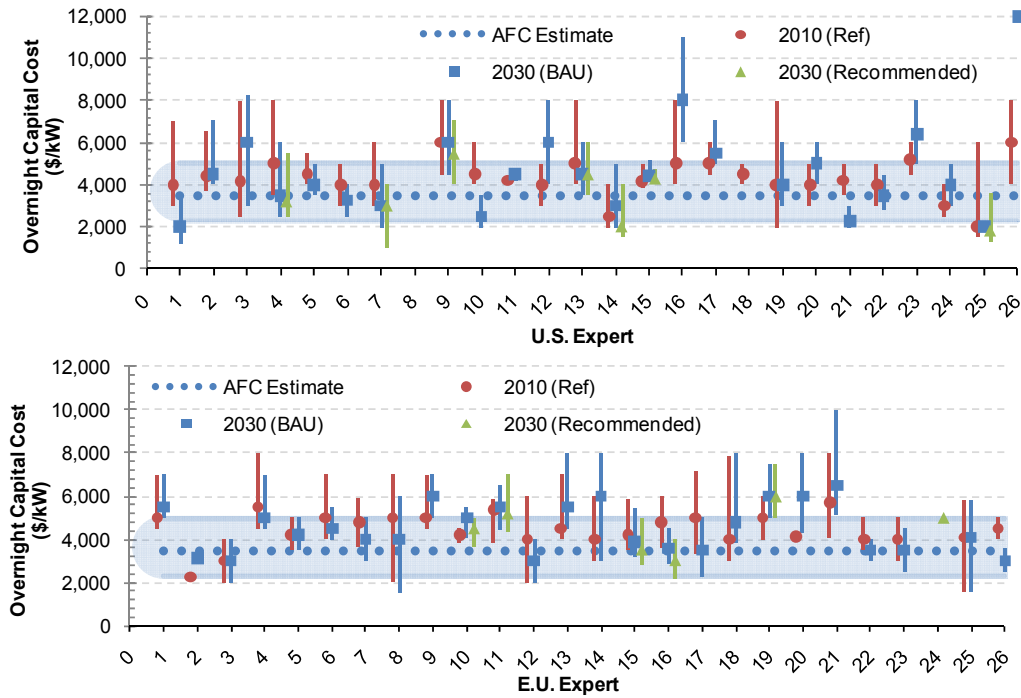 12,000
10,000
8,000
6,000
4,000
2,000
0
Overnight Capital Cost
($/kW)
AFC Estimate
2010 (Ref)
2030 (BAU)
2030 (Recommended)
0 1 2 3 4 5 6 7 8 9 10 11 12 13 14 15 16 17 18 19 20 21 22 23 24 25 26
U.S. Expert
12,000
10,000
8,000
6,000
4,000
2,000
0
Overnight Capital Cost
($/kW)
AFC Estimate
2010 (Ref)
2030 (BAU)
2030 (Recommended)
0 1 2 3 4 5 6 7 8 9 10 11 12 13 14 15 16 17 18 19 20 21 22 23 24 25 26
E.U. Expert